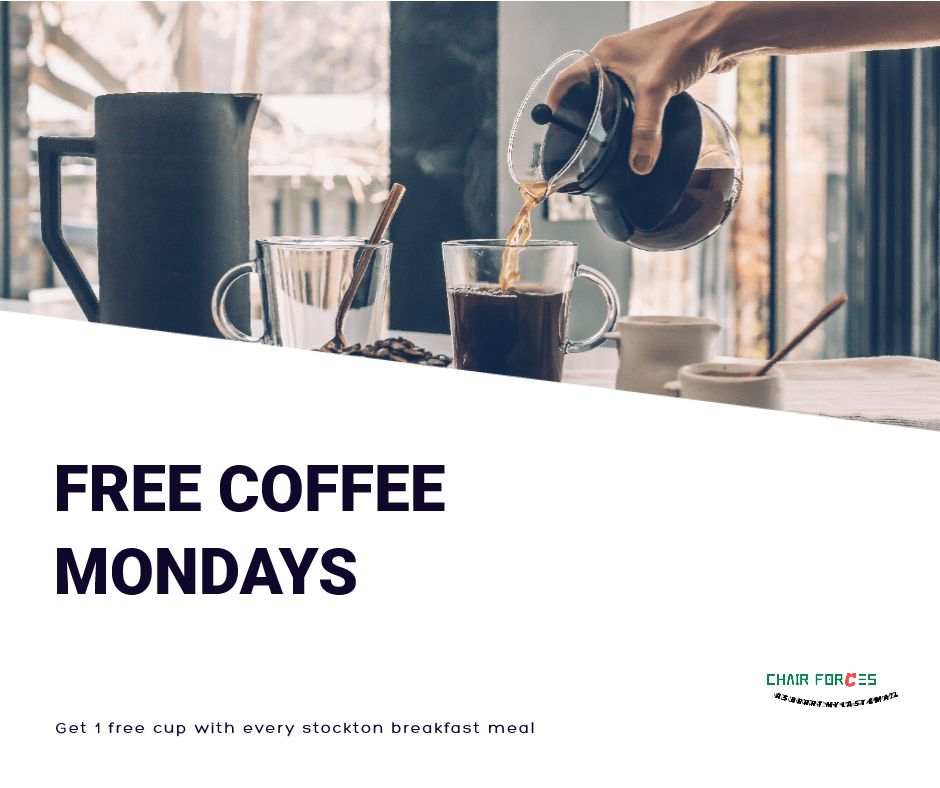 FREE COFFEE
MONDAYS
CHAIR FORCES
Get 1 free cup with every stockton breakfast meal